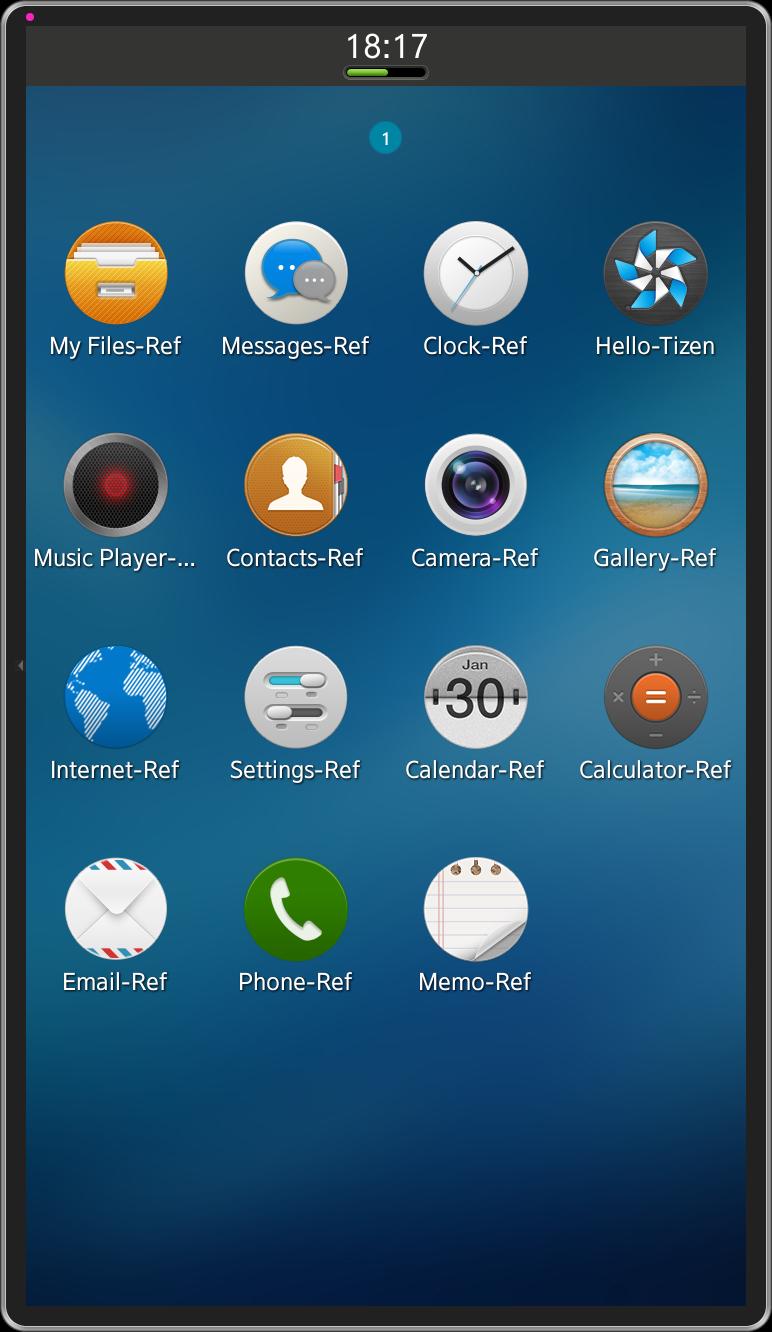 18:17
1
My Files-Ref
Messages-Ref
Clock-Ref
Hello-Tizen
Music Player-...
Contacts-Ref
Camera-Ref
Gallery-Ref
Jan
30
Internet-Ref
Settings-Ref
Calendar-Ref
Calculator-Ref
Email-Ref
Phone-Ref
Memo-Ref